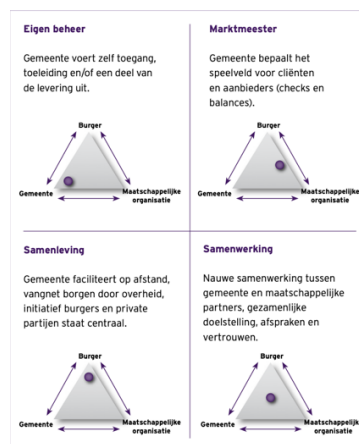 Eigen beheer
Gemeente voert zelf toegang,
toeleiding en/of een deel van
de levering uit.
Burger
Gemeente
Maatschappelijke
organisatie
Marktmeester
Gemeente bepaalt het
speelveld voor cliënten
en aanbieders (checks en
balances).
Burger
Gemeente
Maatschappelijke
organisatie
Samenleving
Gemeente faciliteert op afstand,
vangnet borgen door overheid,
initiatief burgers en private
partijen staat centraal.
Burger
Gemeente
Maatschappelijke
organisatie
Samenwerking
Nauwe samenwerking tussen
gemeente en maatschappelijke
partners, gezamenlijke
doelstelling, afspraken en
vertrouwen.
Burger
Gemeente
Maatschappelijke
organisatie